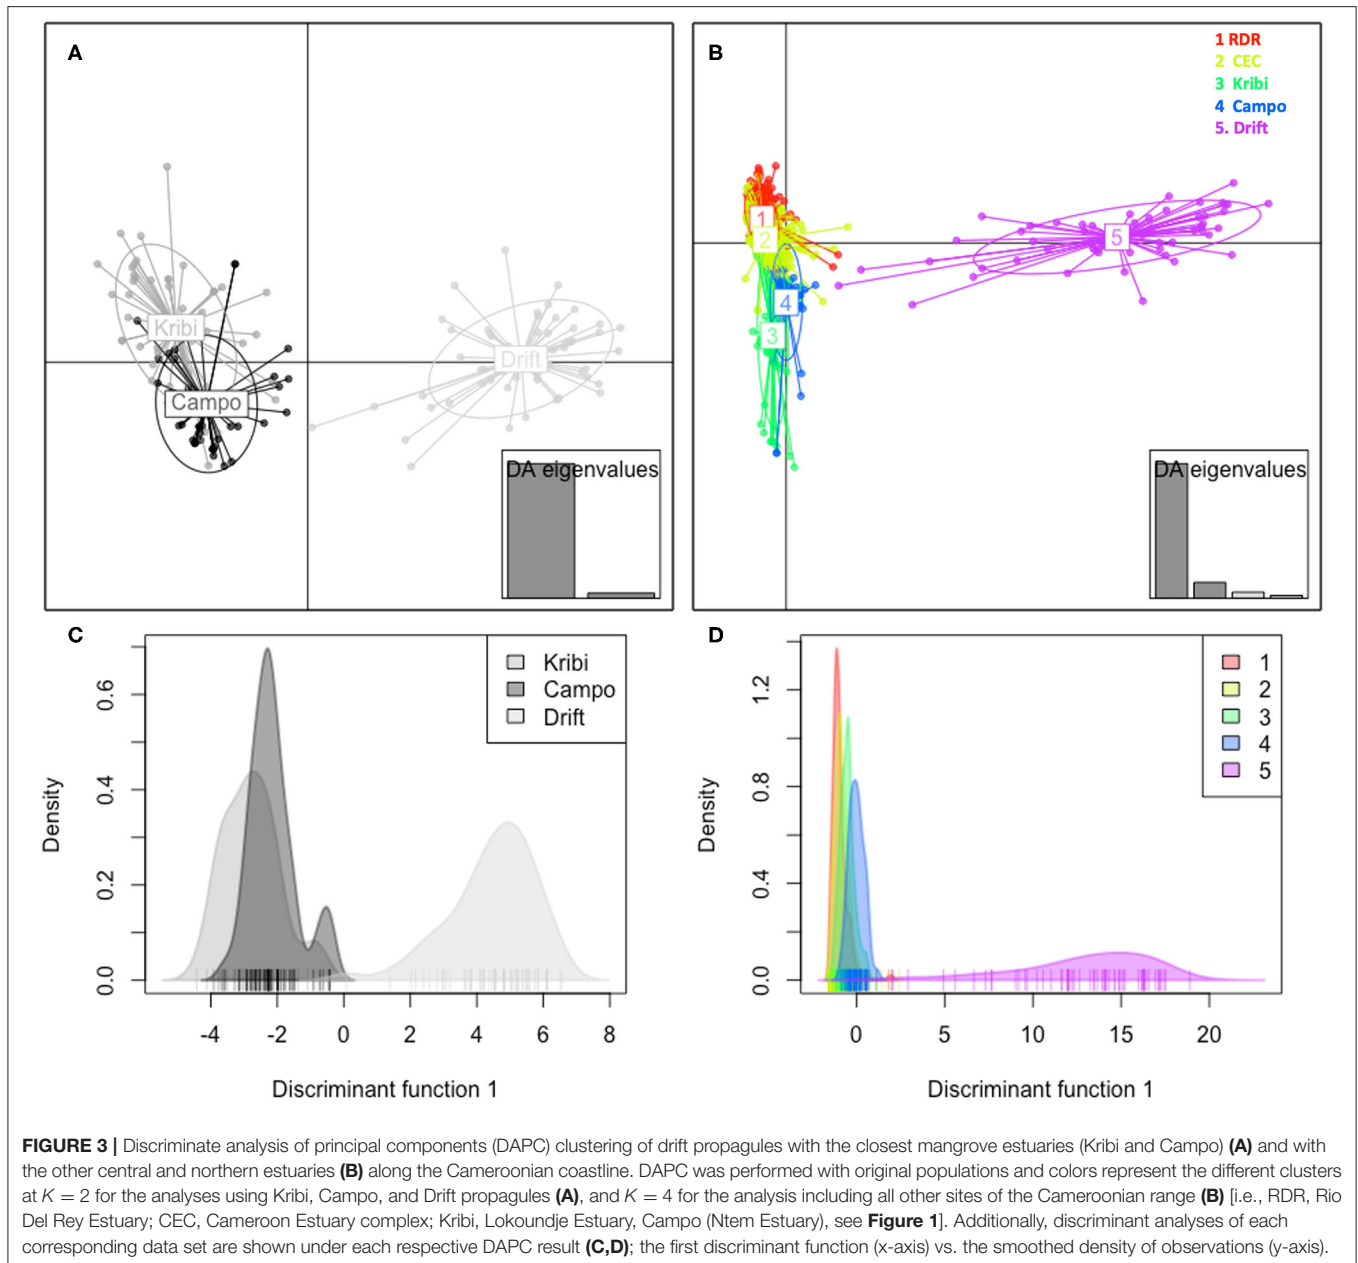 A
Kribi
Campo
Drift
DA eigenvalues
B
1 RDR
2 CEC
3 Kribi
4 Campo
5. Drift
1
2
3
4
5
DA eigenvalues
C
Kribi
Campo
Drift
0.0 0.2 0.4 0.6
Density
-4 -2 0 2 4 6 8
Discriminant function 1
D
1
2
3
4
5
0.0 0.4 0.8 1.2
Density
0 5 10 15 20
Discriminant function 1
FIGURE 3 | Discriminate analysis of principal components (DAPC) clustering of drift propagules with the closest mangrove estuaries (Kribi and Campo) (A) and with
the other central and northern estuaries (B) along the Cameroonian coastline. DAPC was performed with original populations and colors represent the different clusters
at K = 2 for the analyses using Kribi, Campo, and Drift propagules (A), and K = 4 for the analysis including all other sites of the Cameroonian range (B) [i.e., RDR, Rio
Del Rey Estuary; CEC, Cameroon Estuary complex; Kribi, Lokoundje Estuary, Campo (Ntem Estuary), see Figure 1]. Additionally, discriminant analyses of each
corresponding data set are shown under each respective DAPC result (C,D); the first discriminant function (x-axis) vs. the smoothed density of observations (y-axis).